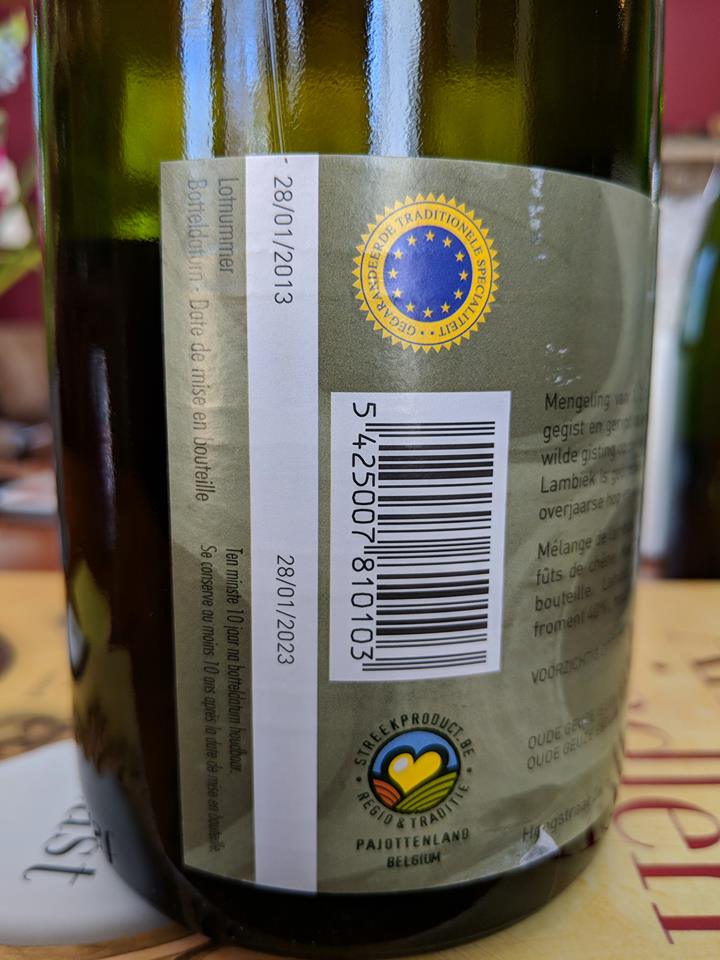 Lotnummer
Botteldatum - Date de mise en bouteille
- 28/01/2013
Ten minste 10 jaar na botteldatum houdbaar.
Se conserve au moins 10 ans après la date de mise en bouteille
28/01/2023
GEGARANDEERDE TRADITIONELE SPECIALITEIT
5 425007 810103
STREEKPRODUCT.BE
REGIO & TRADITIE
PAJOTTENLAND
BELGIUM
Mengeling van
gegist en
wilde gisting
Lambiek is
overjaarse hop
Mélange de
fûts de chêne
bouteille.
froment 40%
VOORZICHTIG
OUDE GEUZE
OUDE GEUZE